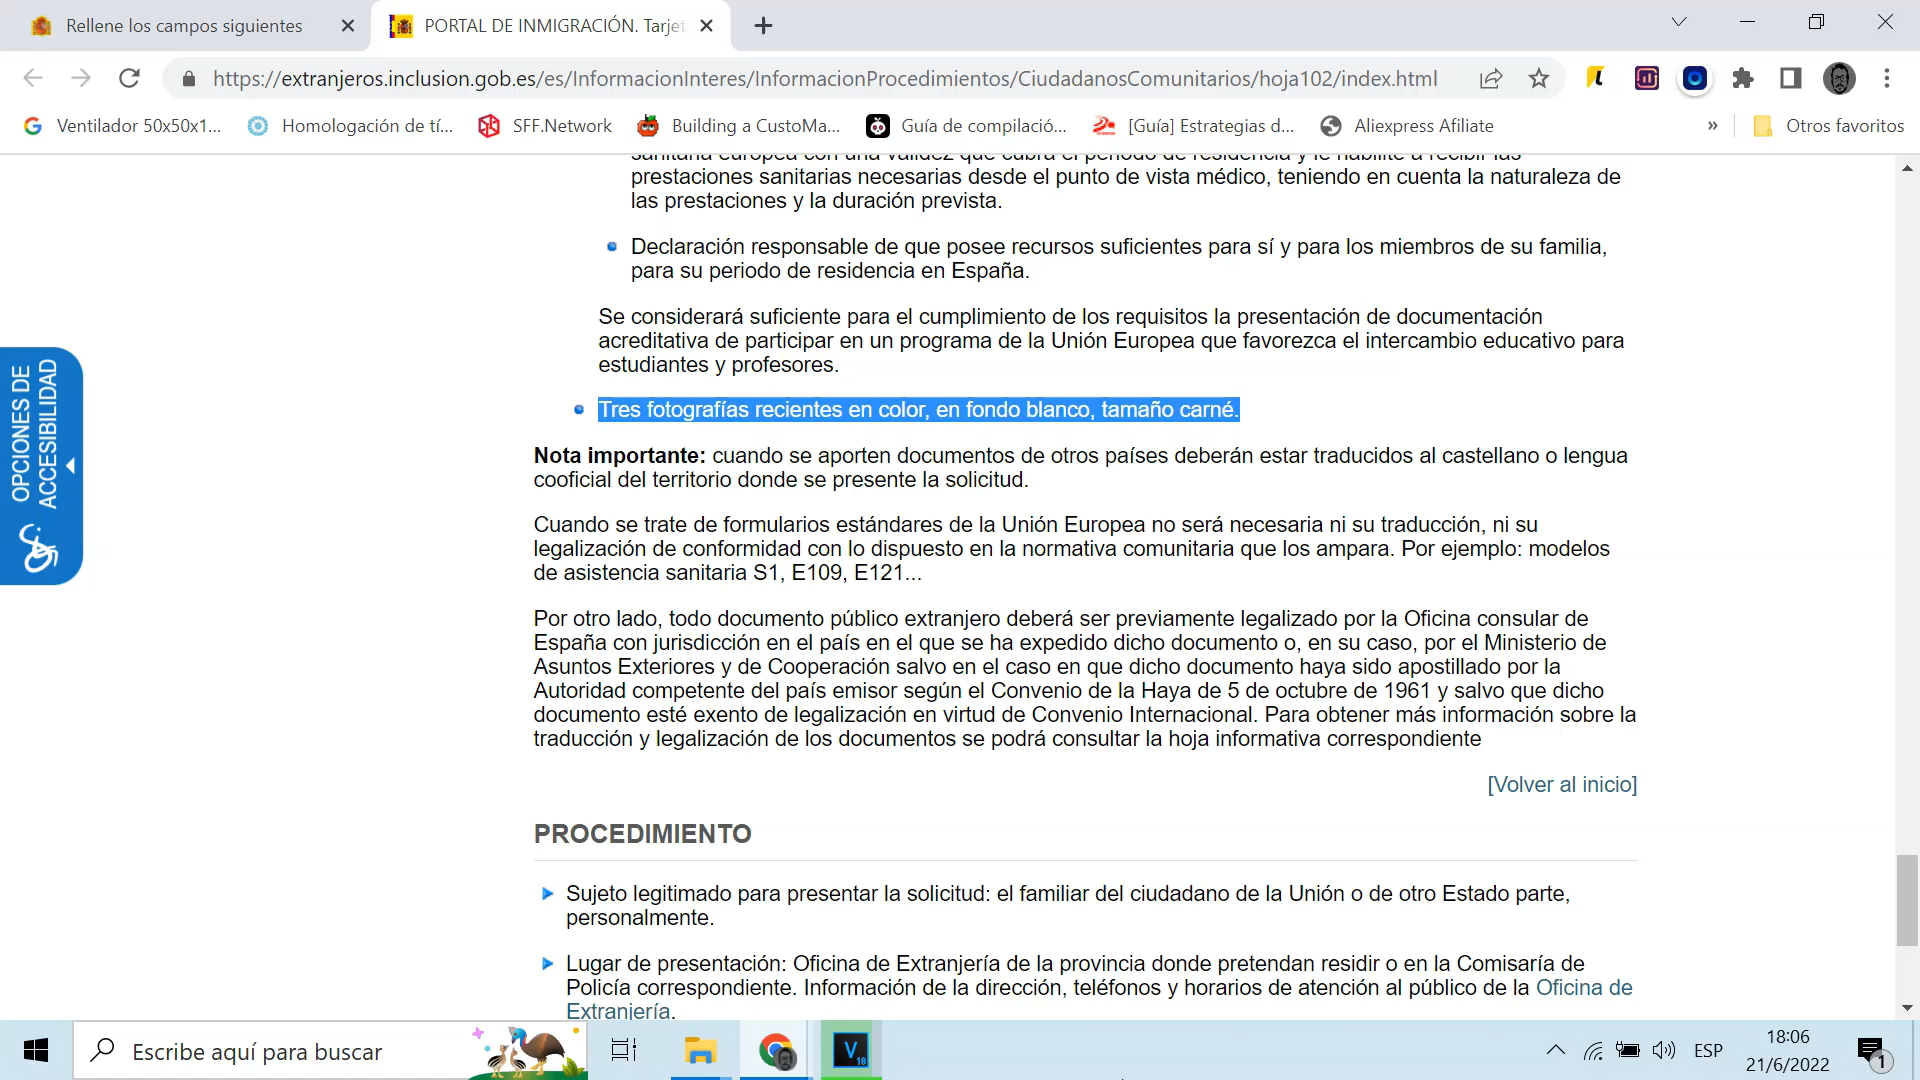 Rellene los campos siguientes
PORTAL DE INMIGRACIÓN. Tarjet
https://extranjeros.inclusion.gob.es/es/InformacionInteres/InformacionProcedimientos/CiudadanosComunitarios/hoja102/index.html
Ventilador 50x50x1...
Homologación de tí...
SFF.Network
Building a CustoMa...
Guía de compilació...
[Guía] Estrategias d...
Aliexpress Afiliate
»
Otros favoritos
sanitaria europea con una validez que cubra el periodo de residencia y le habilite a recibir las
prestaciones sanitarias necesarias desde el punto de vista médico, teniendo en cuenta la naturaleza de
las prestaciones y la duración prevista.
Declaración responsable de que posee recursos suficientes para sí y para los miembros de su familia,
para su periodo de residencia en España.
Se considerará suficiente para el cumplimiento de los requisitos la presentación de documentación
acreditativa de participar en un programa de la Unión Europea que favorezca el intercambio educativo para
estudiantes y profesores.
Tres fotografías recientes en color, en fondo blanco, tamaño carné.
Nota importante: cuando se aporten documentos de otros países deberán estar traducidos al castellano o lengua
cooficial del territorio donde se presente la solicitud.
Cuando se trate de formularios estándares de la Unión Europea no será necesaria ni su traducción, ni su
legalización de conformidad con lo dispuesto en la normativa comunitaria que los ampara. Por ejemplo: modelos
de asistencia sanitaria S1, E109, E121...
Por otro lado, todo documento público extranjero deberá ser previamente legalizado por la Oficina consular de
España con jurisdicción en el país en el que se ha expedido dicho documento o, en su caso, por el Ministerio de
Asuntos Exteriores y de Cooperación salvo en el caso en que dicho documento haya sido apostillado por la
Autoridad competente del país emisor según el Convenio de la Haya de 5 de octubre de 1961 y salvo que dicho
documento esté exento de legalización en virtud de Convenio Internacional. Para obtener más información sobre la
traducción y legalización de los documentos se podrá consultar la hoja informativa correspondiente
[Volver al inicio]
PROCEDIMIENTO
Sujeto legitimado para presentar la solicitud: el familiar del ciudadano de la Unión o de otro Estado parte,
personalmente.
Lugar de presentación: Oficina de Extranjería de la provincia donde pretendan residir o en la Comisaría de
Policía correspondiente. Información de la dirección, teléfonos y horarios de atención al público de la Oficina de
Extranjería.
OPCIONES DE
ACCESIBILIDAD
Escribe aquí para buscar
V
18
ESP
18:06
21/6/2022
1